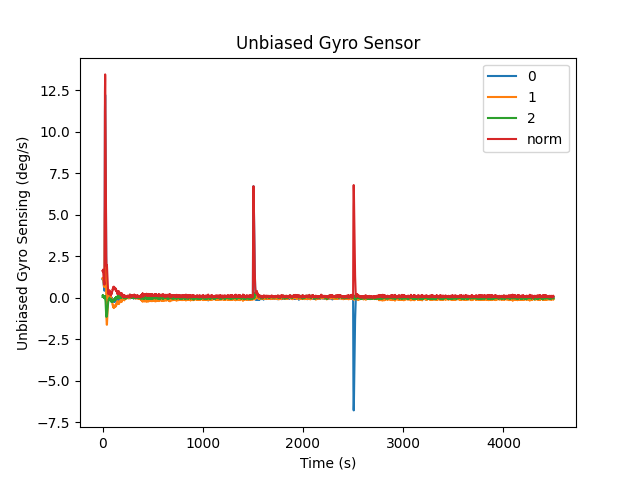 Unbiased Gyro Sensor
Unbiased Gyro Sensing (deg/s)
12.5
10.0
7.5
5.0
2.5
0.0
−2.5
−5.0
−7.5
0
1
2
norm
0 1000 2000 3000 4000
Time (s)